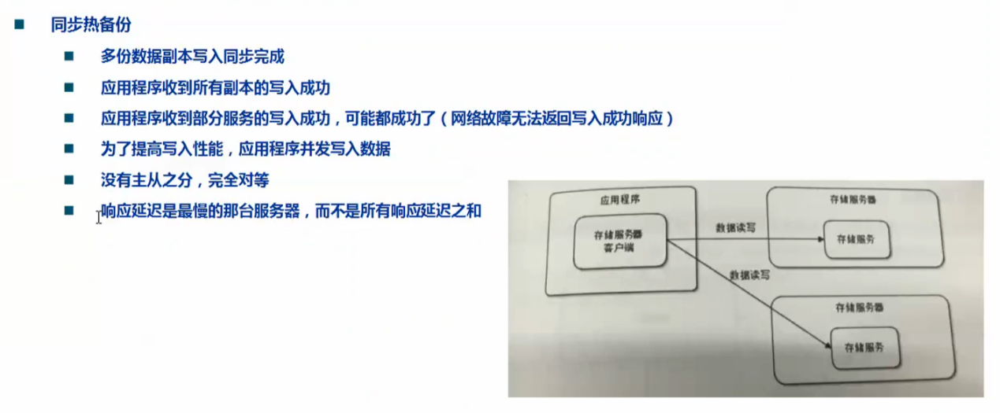 同步热备份
多份数据副本写入同步完成
应用程序收到所有副本的写入成功
应用程序收到部分服务的写入成功，可能都成功了（网络故障无法返回写入成功响应）
为了提高写入性能，应用程序并发写入数据
没有主从之分，完全对等
响应延迟是最慢的那台服务器，而不是所有响应延迟之和
应用程序
存储服务器
客户端
数据读写
存储服务器
存储服务
数据读写
存储服务器
存储服务